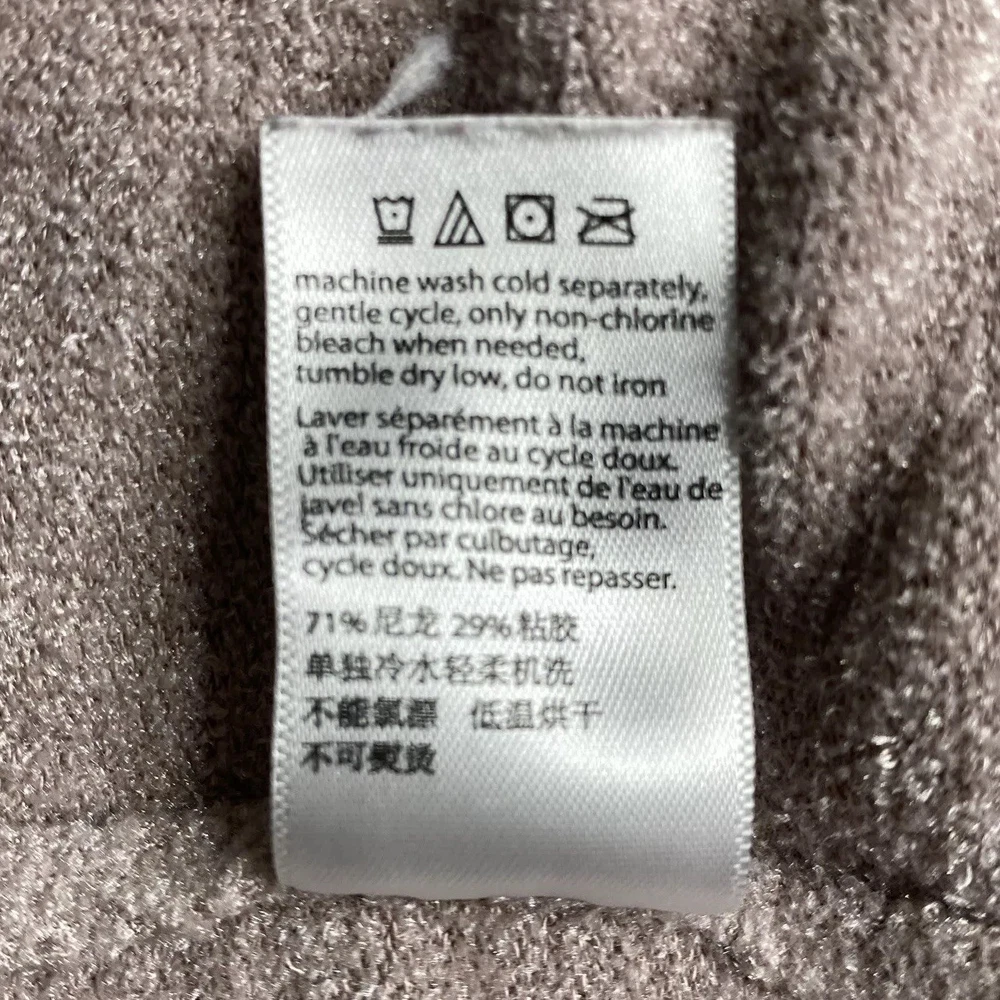 machine wash cold separately,
gentle cycle, only non-chlorine
bleach when needed,
tumble dry low, do not iron
Laver séparément à la machine
à l'eau froide au cycle doux.
Utiliser uniquement de l'eau de
javel sans chlore au besoin.
Sécher par culbutage,
cycle doux. Ne pas repasser.
71%尼龙 29%粘胶
单独冷水轻柔机洗
不能氯漂 低温烘干
不可熨烫